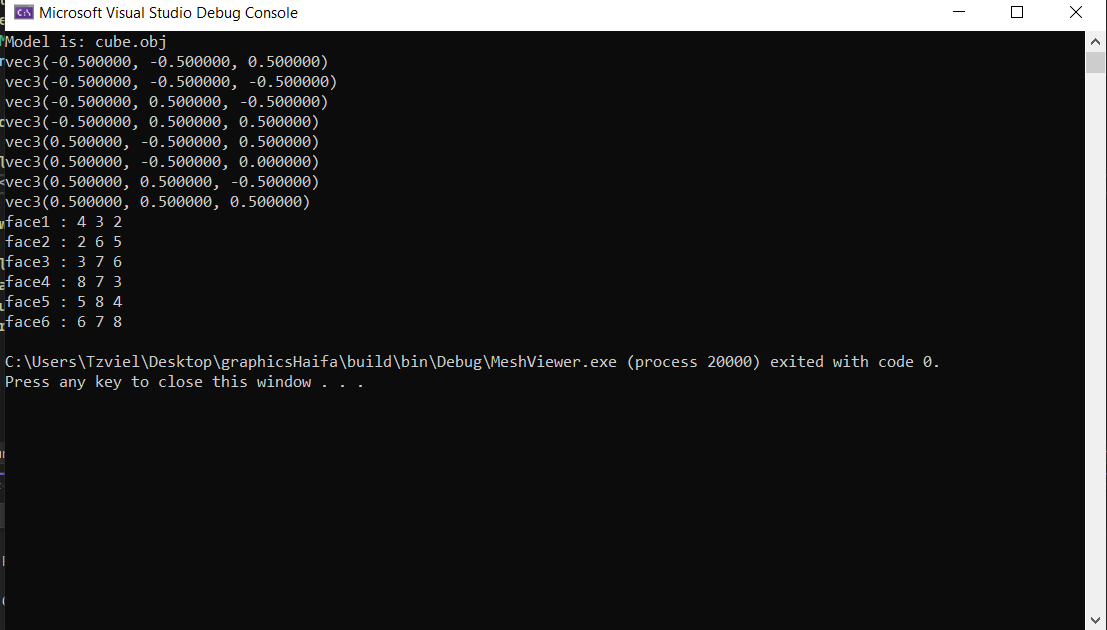 Microsoft Visual Studio Debug Console
Model is: cube.obj
vec3(-0.500000, -0.500000, 0.500000)
vec3(-0.500000, -0.500000, -0.500000)
vec3(-0.500000, 0.500000, -0.500000)
vec3(-0.500000, 0.500000, 0.500000)
vec3(0.500000, -0.500000, 0.500000)
vec3(0.500000, -0.500000, 0.000000)
vec3(0.500000, 0.500000, -0.500000)
vec3(0.500000, 0.500000, 0.500000)
face1 : 4 3 2
face2 : 2 6 5
face3 : 3 7 6
face4 : 8 7 3
face5 : 5 8 4
face6 : 6 7 8
C:\Users\Tzviel\Desktop\graphicsHaifa\build\bin\Debug\MeshViewer.exe (process 20000) exited with code 0.
Press any key to close this window . . .